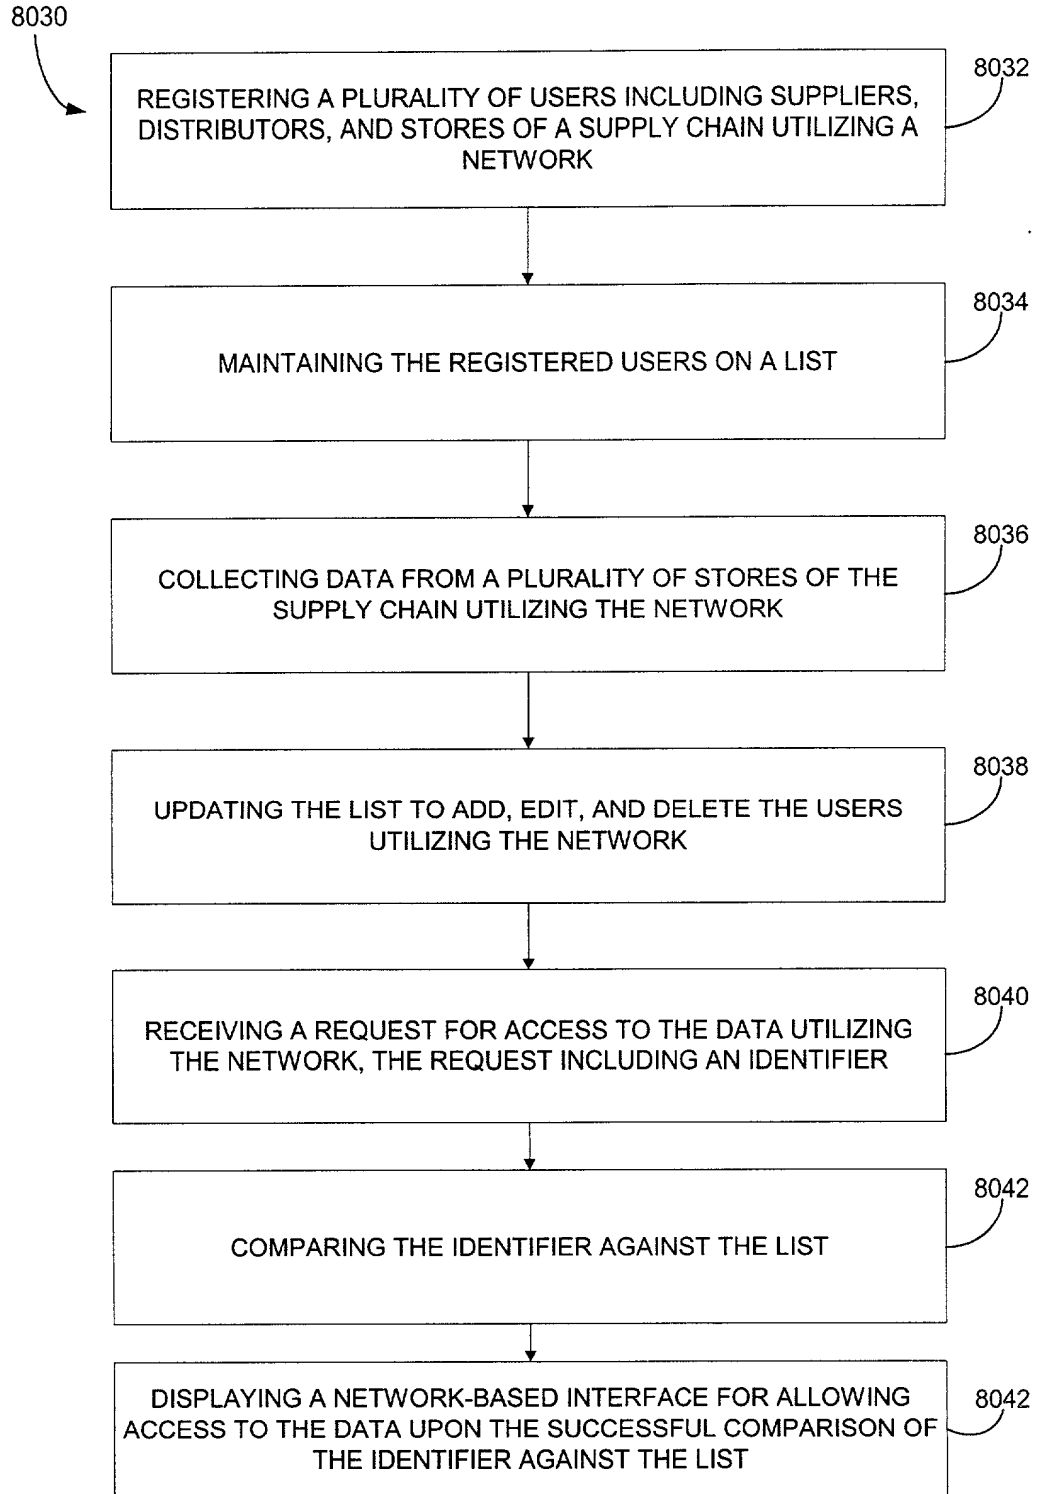 8030
8032
REGISTERING A PLURALITY OF USERS INCLUDING SUPPLIERS,
DISTRIBUTORS, AND STORES OF A SUPPLY CHAIN UTILIZING A
NETWORK
8034
MAINTAINING THE REGISTERED USERS ON A LIST
8036
COLLECTING DATA FROM A PLURALITY OF STORES OF THE
SUPPLY CHAIN UTILIZING THE NETWORK
8038
UPDATING THE LIST TO ADD, EDIT, AND DELETE THE USERS
UTILIZING THE NETWORK
8040
RECEIVING A REQUEST FOR ACCESS TO THE DATA UTILIZING
THE NETWORK, THE REQUEST INCLUDING AN IDENTIFIER
8042
COMPARING THE IDENTIFIER AGAINST THE LIST
8042
DISPLAYING A NETWORK-BASED INTERFACE FOR ALLOWING
ACCESS TO THE DATA UPON THE SUCCESSFUL COMPARISON OF
THE IDENTIFIER AGAINST THE LIST